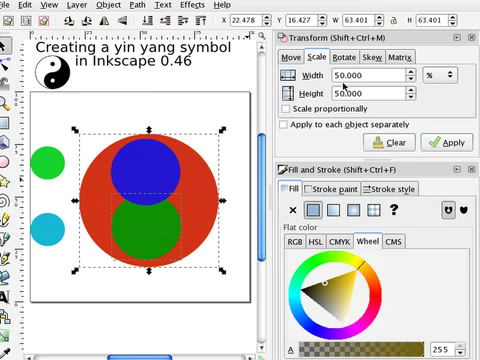 File Edit View Layer Object Path Text Effects Help
X 22.478 Y 16.427 W 63.401 H 63.401
Creating a yin yang symbol
in Inkscape 0.46
Transform (Shift+Ctrl+M)
Move Scale Rotate Skew Matrix
Width 50.000 %
Height 50.000
Scale proportionally
Apply to each object separately
Clear Apply
Fill and Stroke (Shift+Ctrl+F)
Fill Stroke paint Stroke style
?
Flat color
RGB HSL CMYK Wheel CMS
A 255